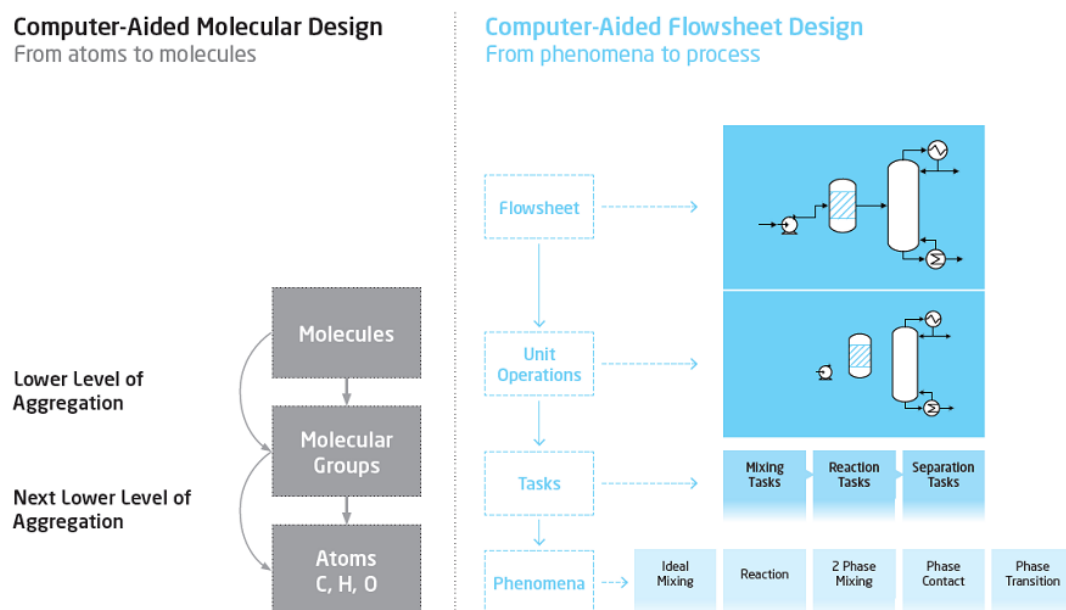 Computer-Aided Molecular Design
From atoms to molecules
Molecules
Lower Level of
Aggregation
Molecular
Groups
Next Lower Level of
Aggregation
Atoms
C, H, O
Computer-Aided Flowsheet Design
From phenomena to process
Flowsheet
Unit
Operations
Tasks
Mixing
Tasks
Reaction
Tasks
Separation
Tasks
Phenomena
Ideal
Mixing
Reaction
2 Phase
Mixing
Phase
Contact
Phase
Transition